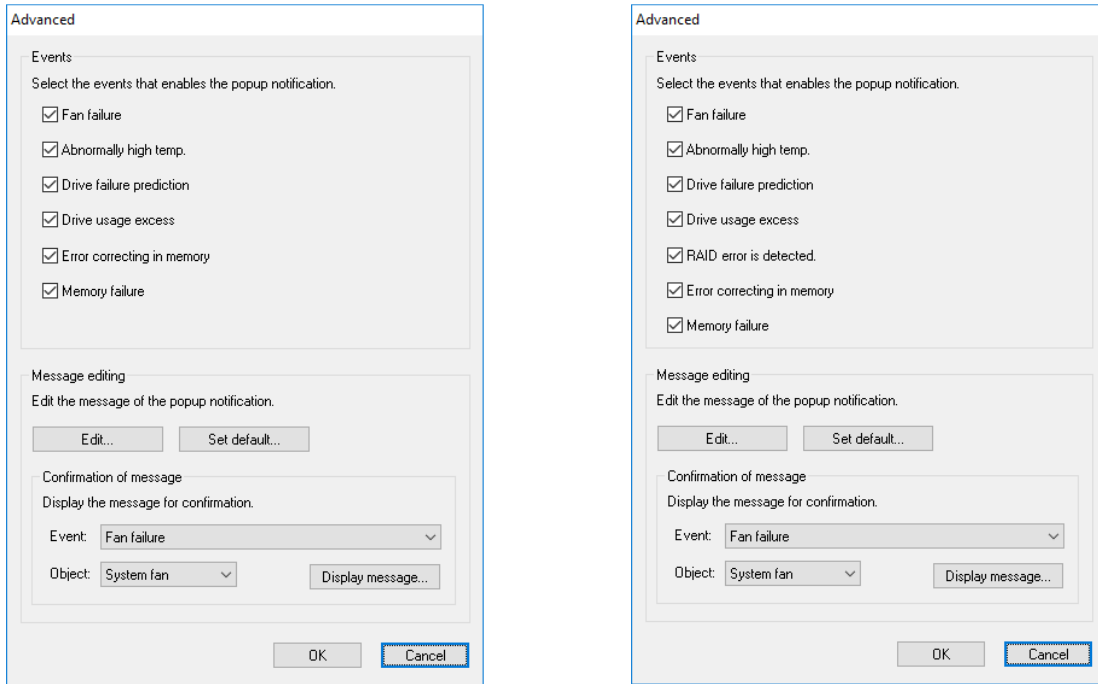 Advanced
Events
Select the events that enables the popup notification.
Fan failure
Abnormally high temp.
Drive failure prediction
Drive usage excess
Error correcting in memory
Memory failure
Message editing
Edit the message of the popup notification.
Edit... Set default...
Confirmation of message
Display the message for confirmation.
Event: Fan failure
Object: System fan Display message...
OK Cancel
Advanced
Events
Select the events that enables the popup notification.
Fan failure
Abnormally high temp.
Drive failure prediction
Drive usage excess
RAID error is detected.
Error correcting in memory
Memory failure
Message editing
Edit the message of the popup notification.
Edit... Set default...
Confirmation of message
Display the message for confirmation.
Event: Fan failure
Object: System fan Display message...
OK Cancel